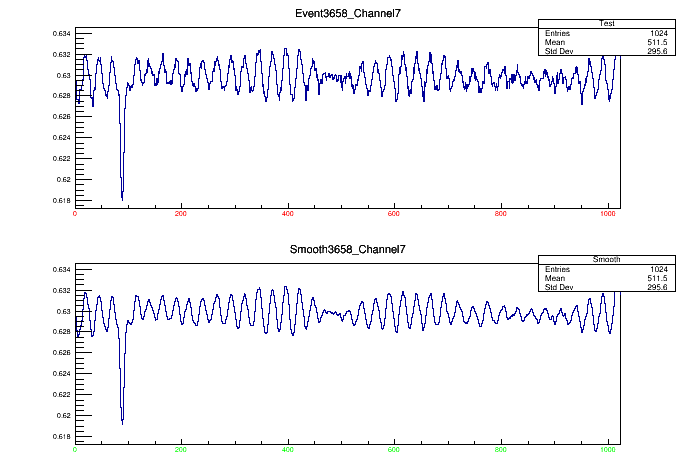 Event3658_Channel7
Test
Entries 1024
Mean 511.5
Std Dev 295.6
0.634
0.632
0.63
0.628
0.626
0.624
0.622
0.62
0.618
0 200 400 600 800 1000
Smooth3658_Channel7
Smooth
Entries 1024
Mean 511.5
Std Dev 295.6
0.634
0.632
0.63
0.628
0.626
0.624
0.622
0.62
0.618
0 200 400 600 800 1000